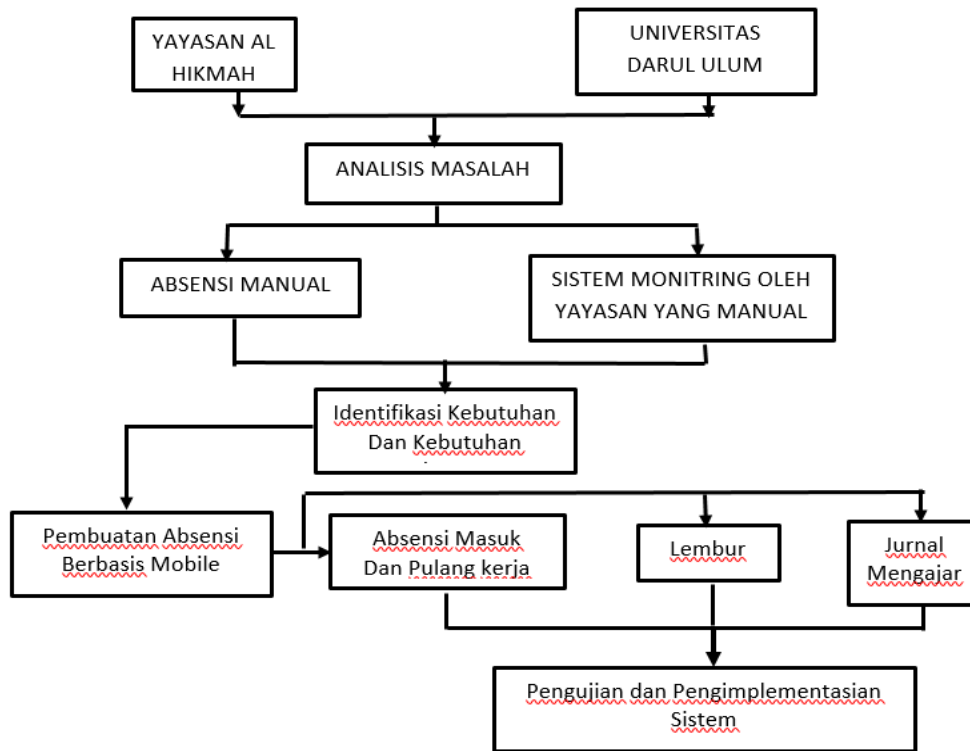 YAYASAN AL
HIKMAH
UNIVERSITAS
DARUL ULUM
ANALISIS MASALAH
ABSENSI MANUAL
SISTEM MONITRING OLEH
YAYASAN YANG MANUAL
Identifikasi Kebutuhan
Dan Kebutuhan
Pembuatan Absensi
Berbasis Mobile
Absensi Masuk
Dan Pulang kerja
Lembur
Jurnal
Mengajar
Pengujian dan Pengimplementasian
Sistem